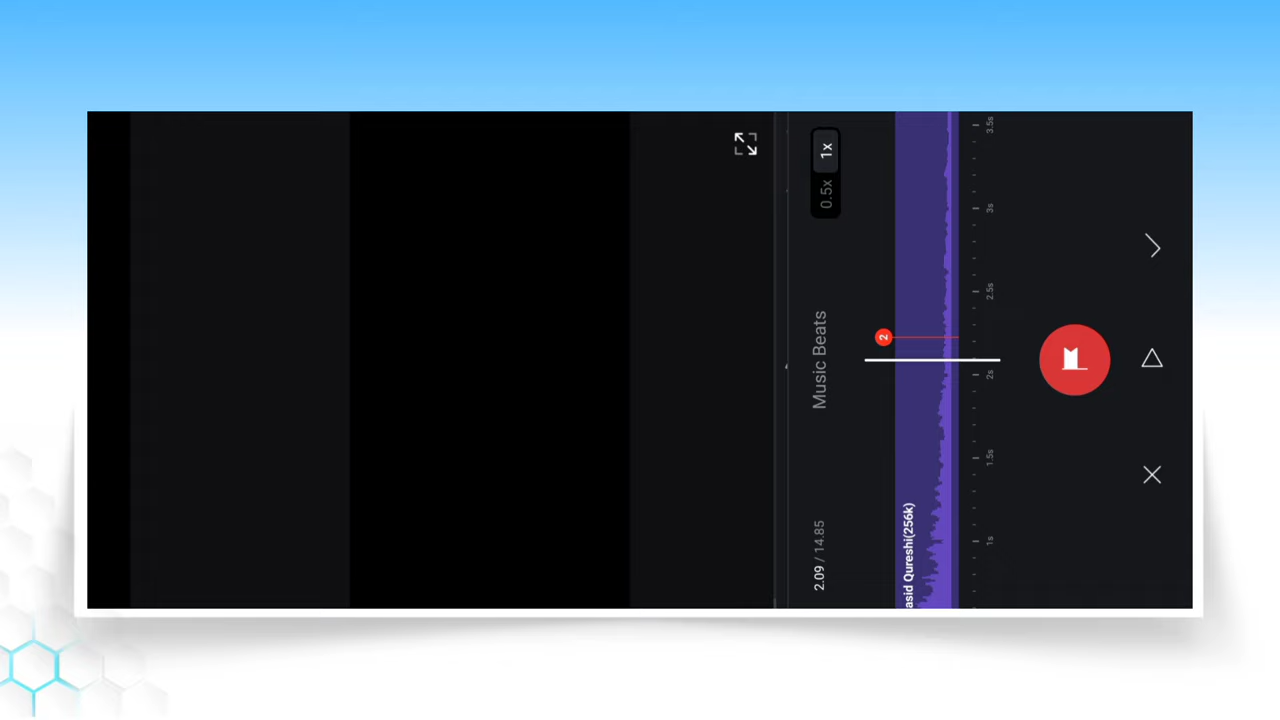 2.09 / 14.85
Music Beats
0.5x
1x
2
asid Qureshi(256k)
1s
1.5s
2s
2.5s
3s
3.5s